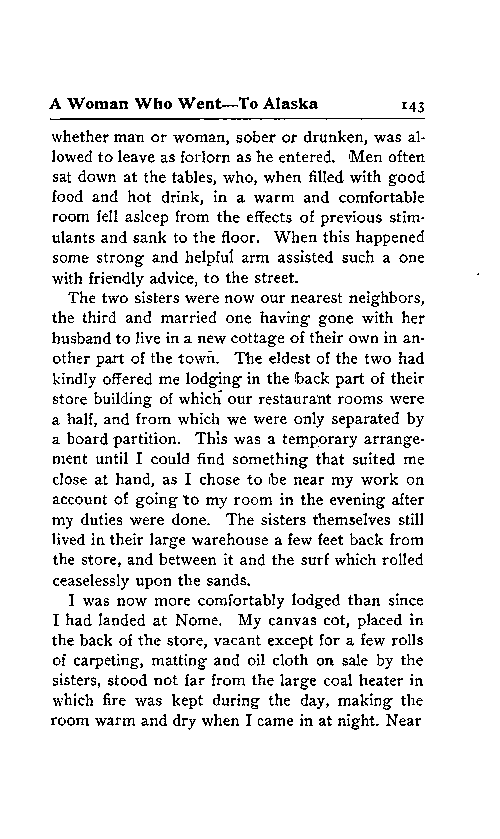 A Woman Who Went—To Alaska 143
whether man or woman, sober or drunken, was al-
lowed to leave as forlorn as he entered. Men often
sat down at the tables, who, when filled with good
food and hot drink, in a warm and comfortable
room fell asleep from the effects of previous stim-
ulants and sank to the floor. When this happened
some strong and helpful arm assisted such a one
with friendly advice, to the street.
The two sisters were now our nearest neighbors,
the third and married one having gone with her
husband to live in a new cottage of their own in an-
other part of the town. The eldest of the two had
kindly offered me lodging in the back part of their
store building of which our restaurant rooms were
a half, and from which we were only separated by
a board partition. This was a temporary arrange-
ment until I could find something that suited me
close at hand, as I chose to be near my work on
account of going to my room in the evening after
my duties were done. The sisters themselves still
lived in their large warehouse a few feet back from
the store, and between it and the surf which rolled
ceaselessly upon the sands.
I was now more comfortably lodged than since
I had landed at Nome. My canvas cot, placed in
the back of the store, vacant except for a few rolls
of carpeting, matting and oil cloth on sale by the
sisters, stood not far from the large coal heater in
which fire was kept during the day, making the
room warm and dry when I came in at night. Near